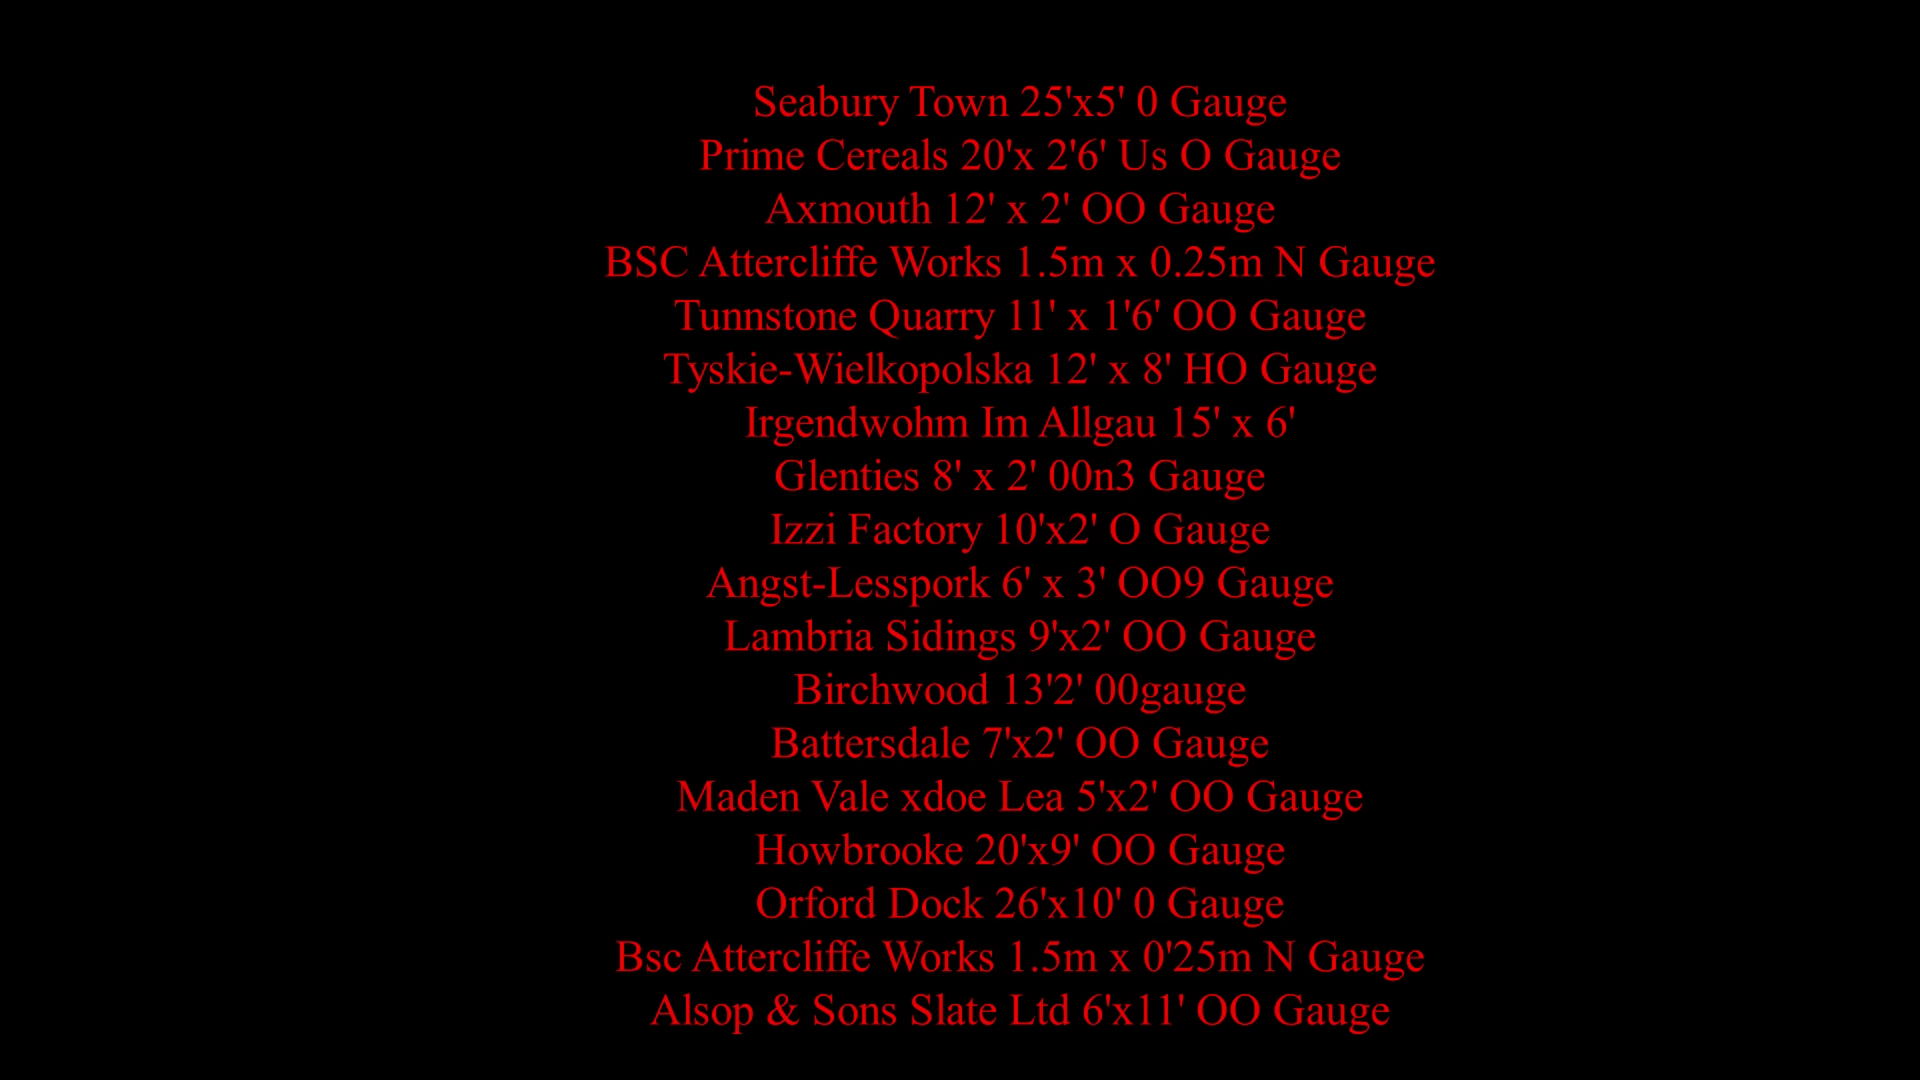 Seabury Town 25'x5' 0 Gauge
Prime Cereals 20'x 2'6' Us O Gauge
Axmouth 12' x 2' OO Gauge
BSC Attercliffe Works 1.5m x 0.25m N Gauge
Tunnstone Quarry 11' x 1'6' OO Gauge
Tyskie-Wielkopolska 12' x 8' HO Gauge
Irgendwohm Im Allgau 15' x 6'
Glenties 8' x 2' 00n3 Gauge
Izzi Factory 10'x2' O Gauge
Angst-Lesspork 6' x 3' OO9 Gauge
Lambria Sidings 9'x2' OO Gauge
Birchwood 13'2' 00gauge
Battersdale 7'x2' OO Gauge
Maden Vale xdoe Lea 5'x2' OO Gauge
Howbrooke 20'x9' OO Gauge
Orford Dock 26'x10' 0 Gauge
Bsc Attercliffe Works 1.5m x 0'25m N Gauge
Alsop & Sons Slate Ltd 6'x11' OO Gauge